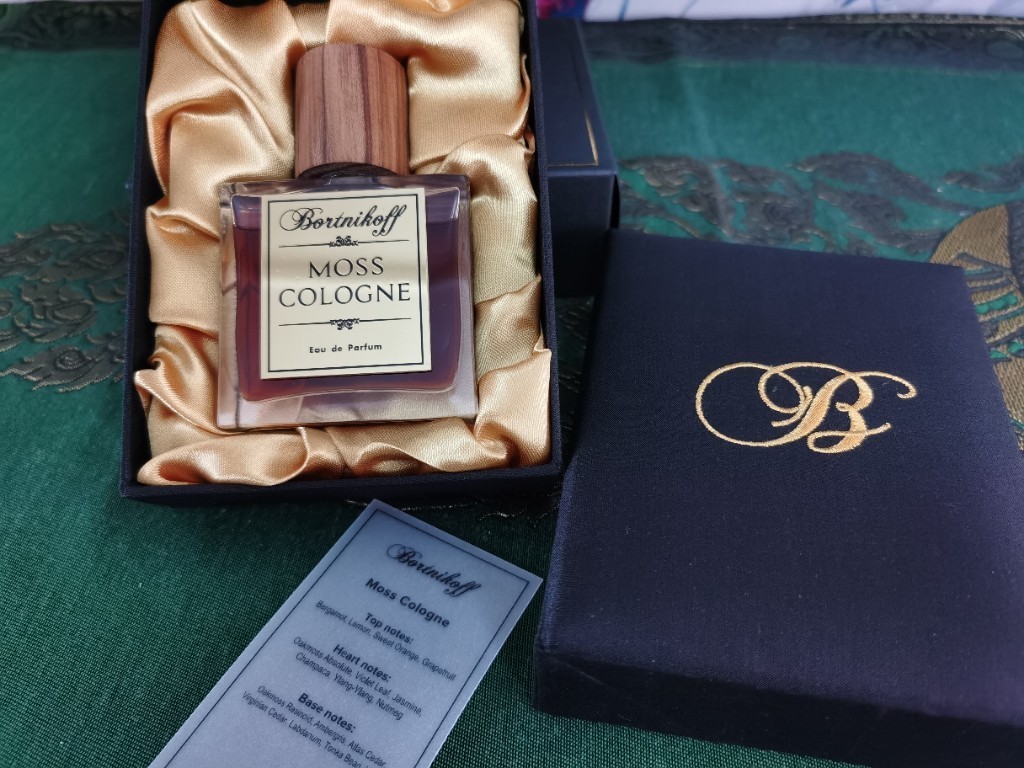 Bortnikoff
MOSS
COLOGNE
Eau de Parfum
B
Bortnikoff
Moss Cologne
Top notes:
Bergamot, Lemon, Sweet Orange, Grapefruit
Heart notes:
Oakmoss Absolute, Violet Leaf, Jasmine,
Champaca, Ylang-Ylang, Nutmeg
Base notes:
Oakmoss Resinoid, Ambergris, Atlas Cedar
Virginian Cedar, Labdanum, Tonka Bean,